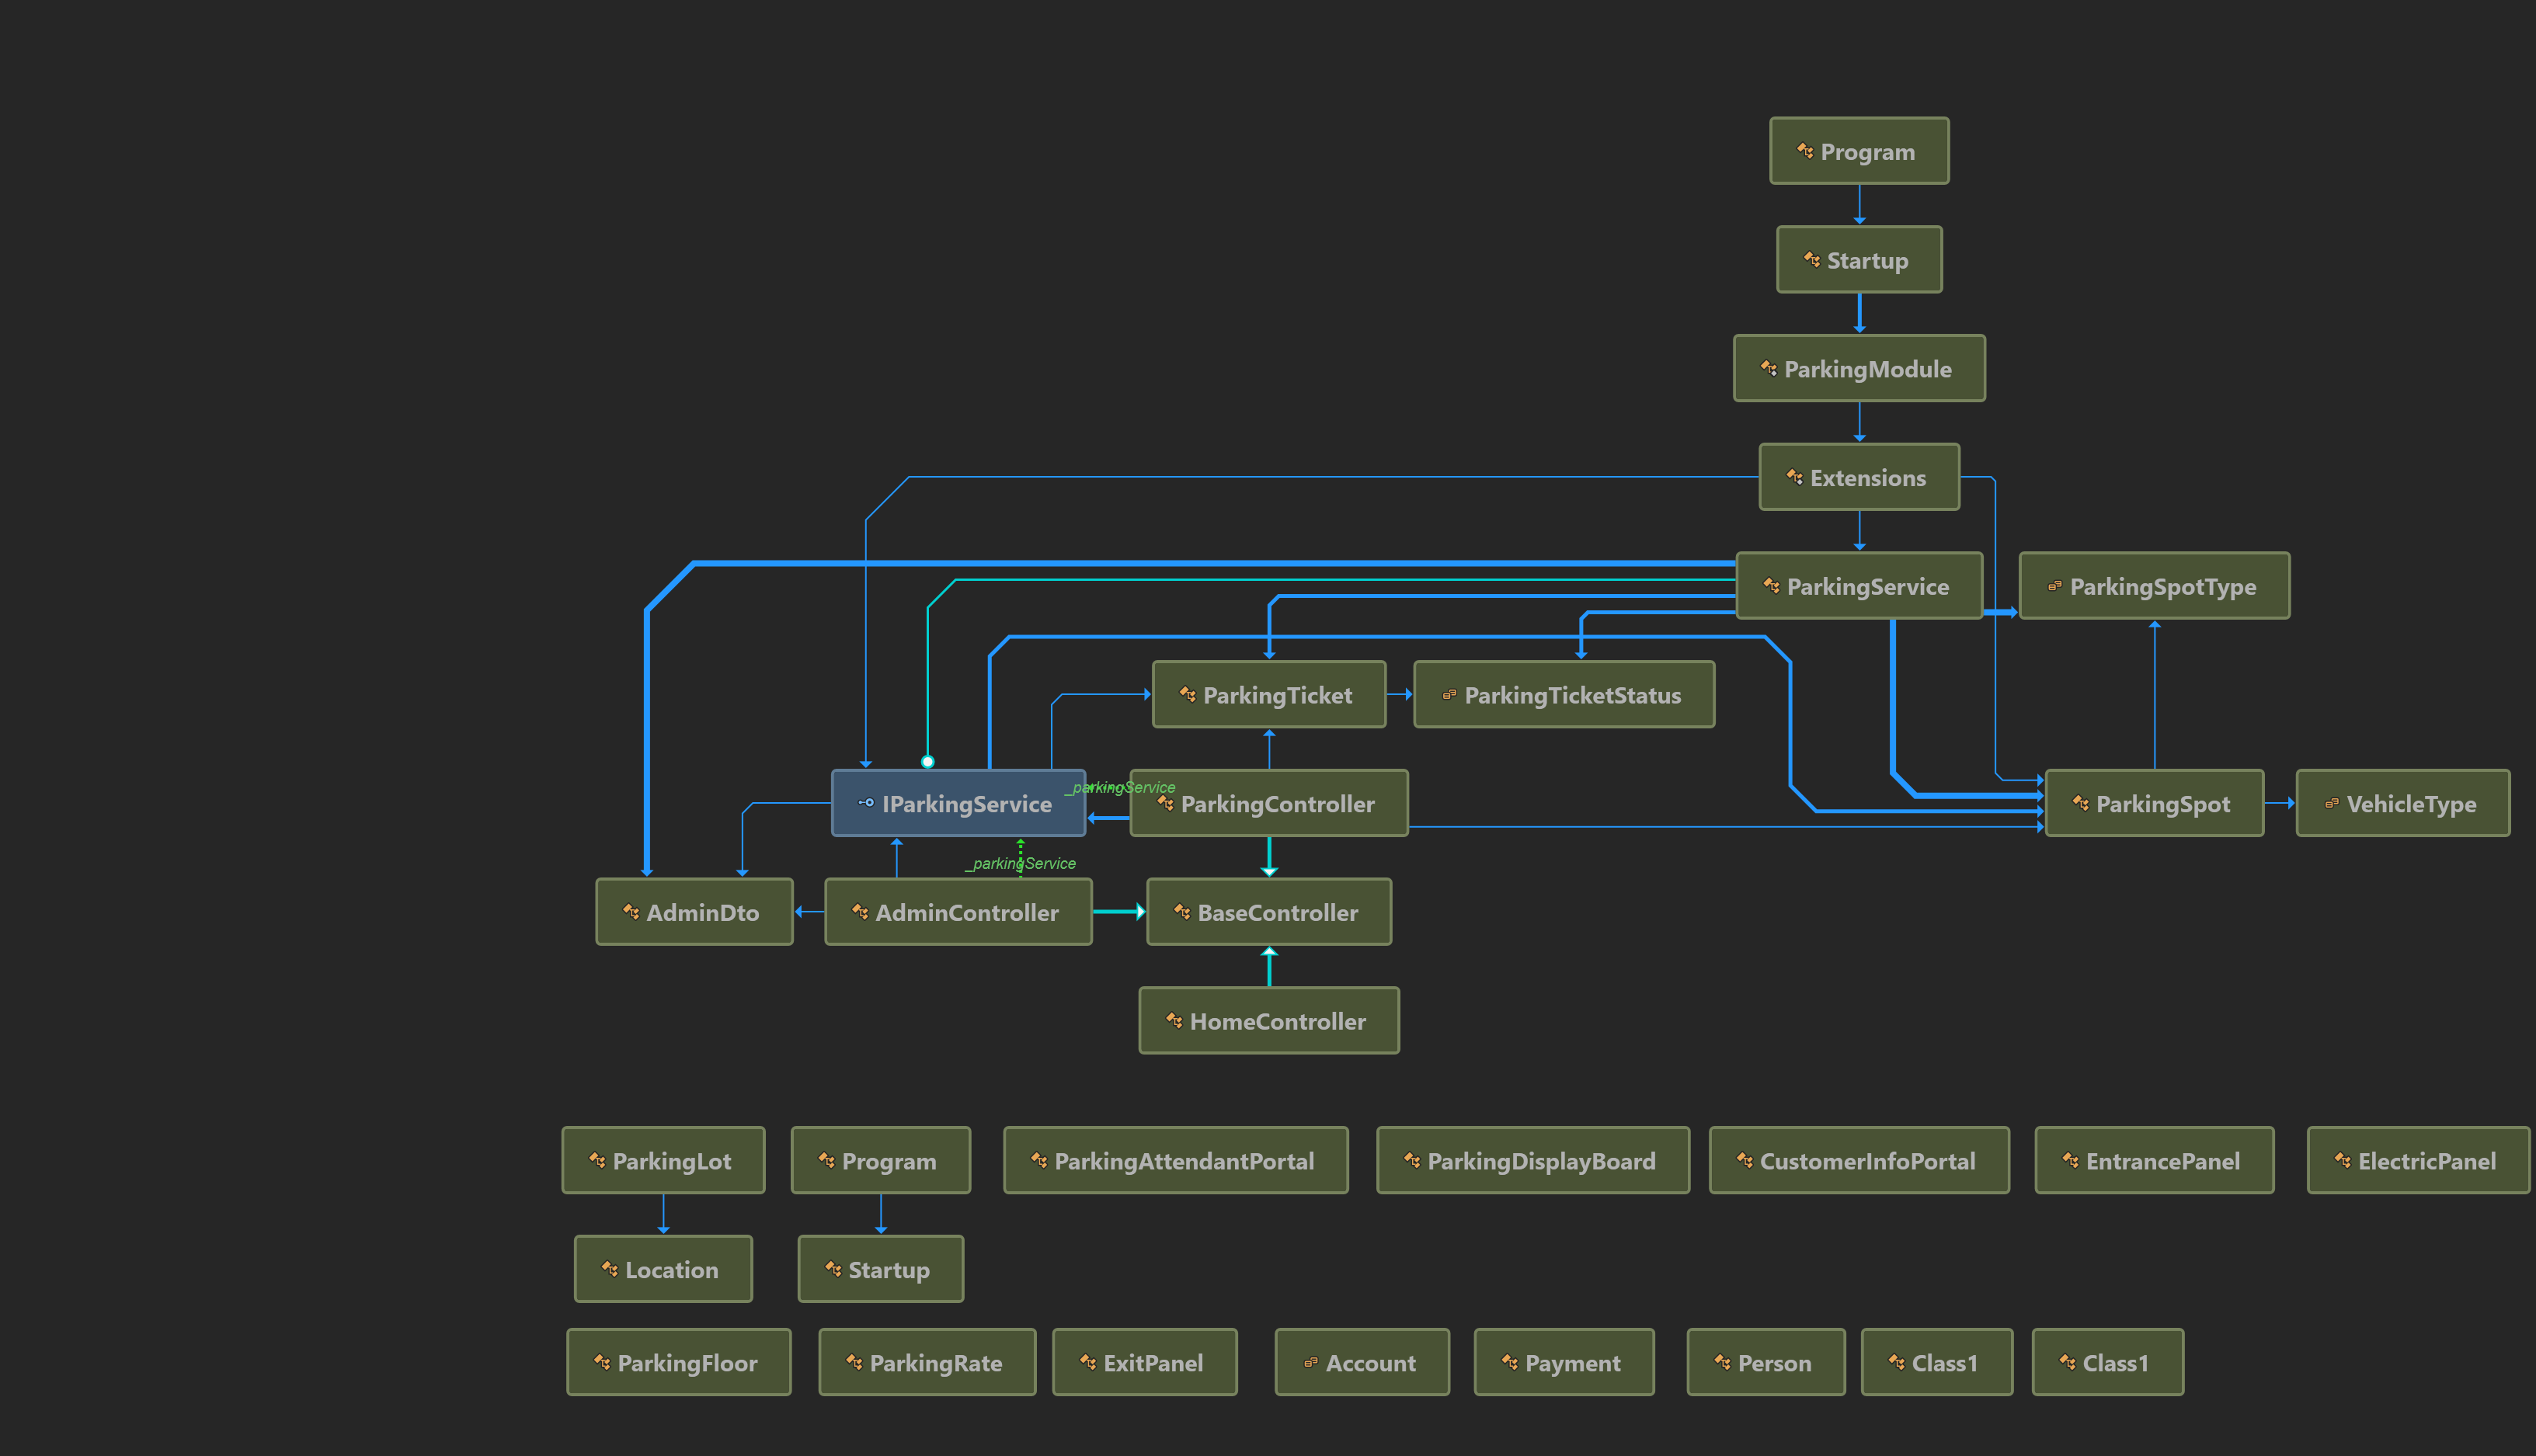 Program
Startup
ParkingModule
Extensions
ParkingService
ParkingSpotType
ParkingTicket
ParkingTicketStatus
IParkingService
_parkingService
ParkingController
ParkingSpot
VehicleType
_parkingService
AdminDto
AdminController
BaseController
HomeController
ParkingLot
Program
ParkingAttendantPortal
ParkingDisplayBoard
CustomerInfoPortal
EntrancePanel
ElectricPanel
Location
Startup
ParkingFloor
ParkingRate
ExitPanel
Account
Payment
Person
Class1
Class1